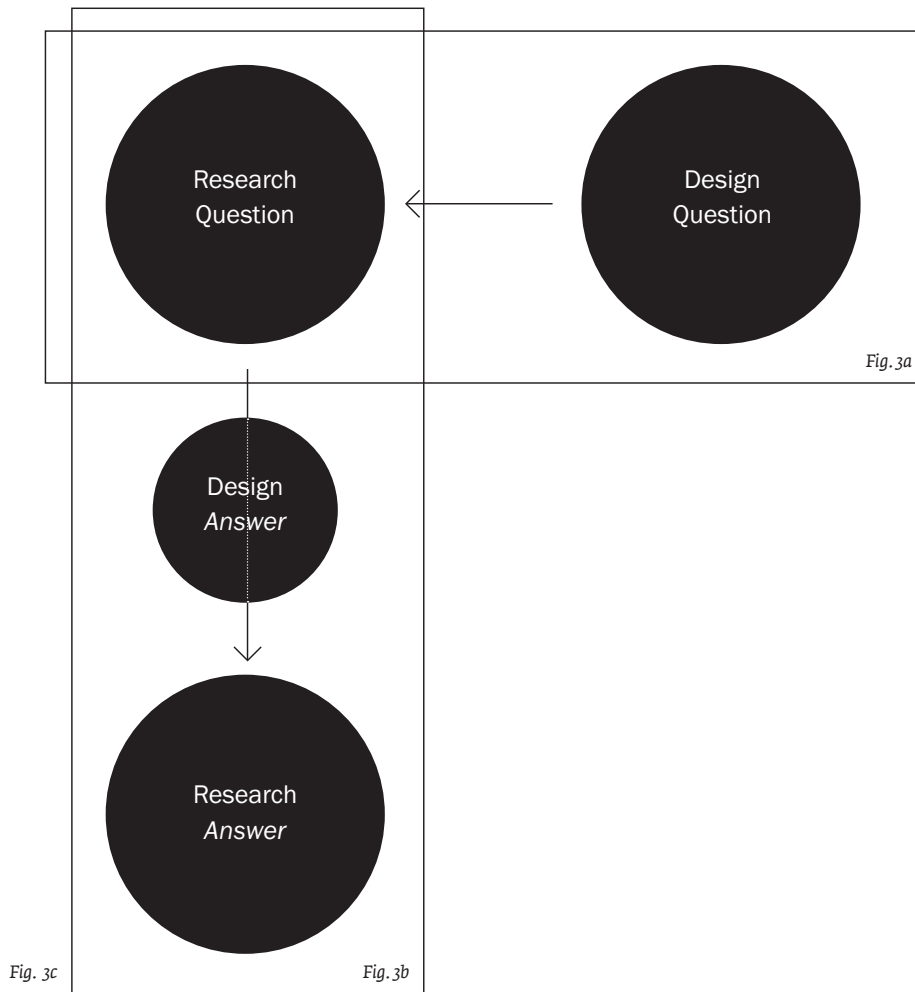 Research
Question
Design
Question
Fig. 3a
Design
Answer
Research
Answer
Fig. 3c
Fig. 3b